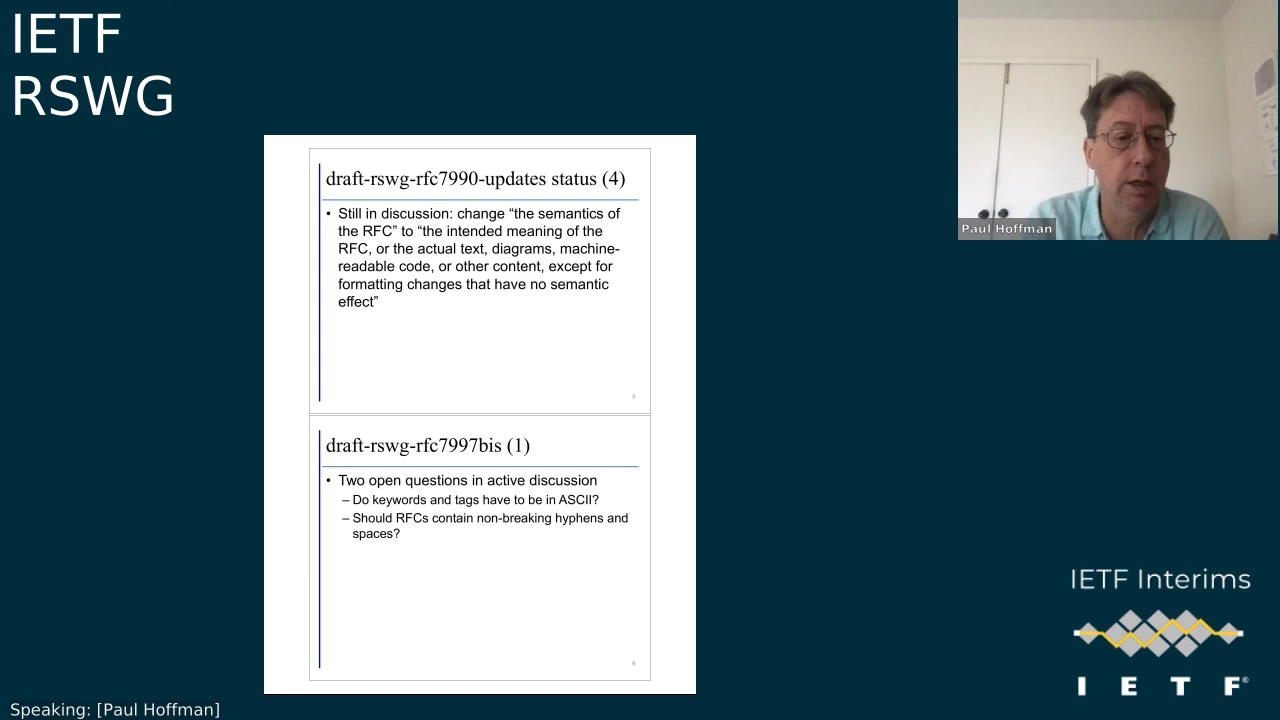 IETF
RSWG
draft-rswg-rfc7990-updates status (4)
• Still in discussion: change “the semantics of
the RFC” to “the intended meaning of the
RFC, or the actual text, diagrams, machine-
readable code, or other content, except for
formatting changes that have no semantic
effect”
draft-rswg-rfc7997bis (1)
• Two open questions in active discussion
– Do keywords and tags have to be in ASCII?
– Should RFCs contain non-breaking hyphens and
spaces?
6
Paul Hoffman
IETF Interims
I E T F®
Speaking: [Paul Hoffman]